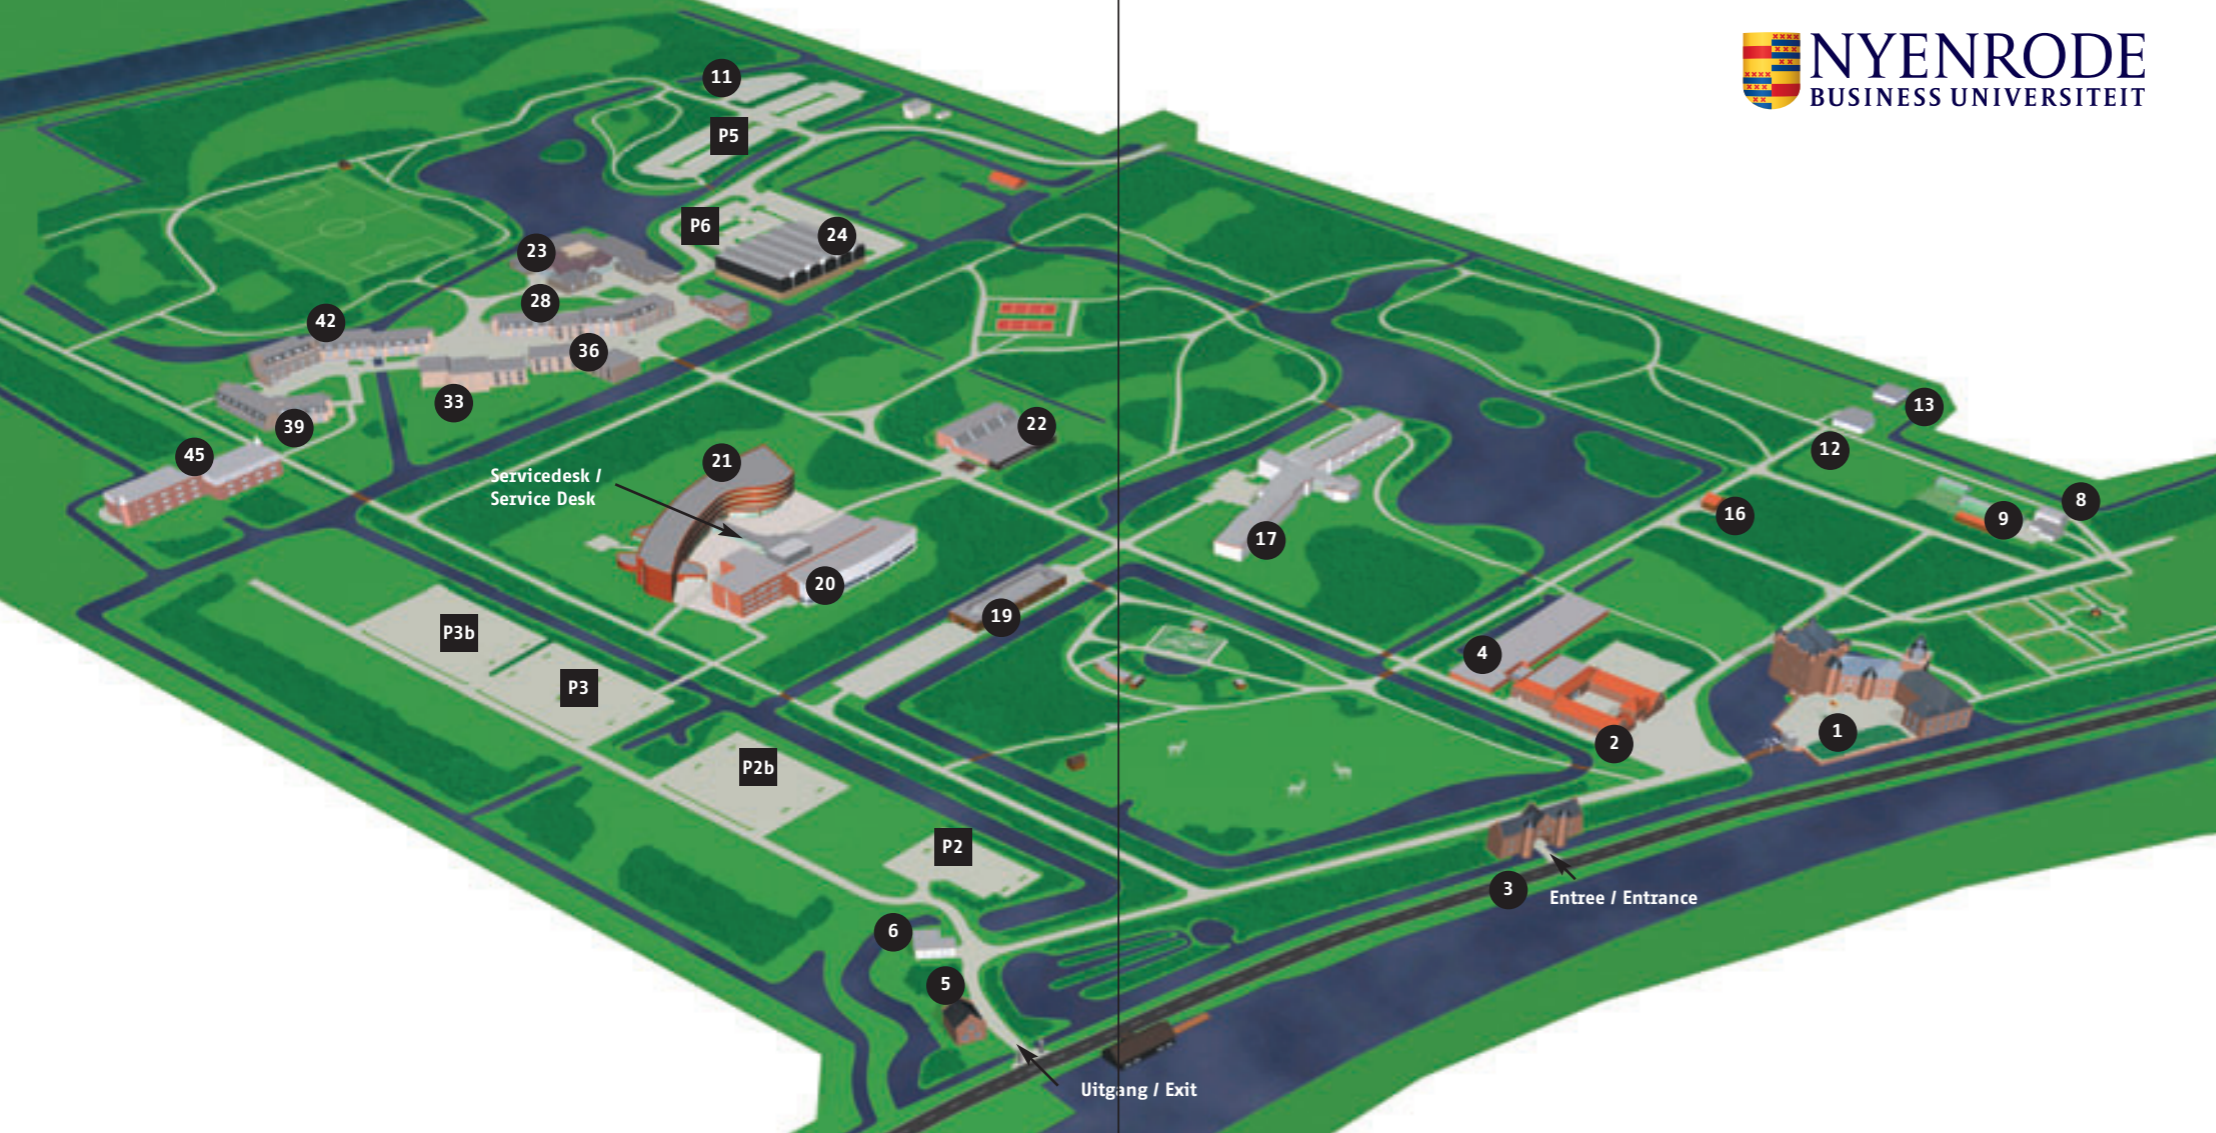 NYENRODE
BUSINESS UNIVERSITEIT
11
P5
P6
24
23
28
42
36
33
39
45
22
21
Servicedesk /
Service Desk
20
19
17
13
12
16
9
8
P3b
P3
4
2
1
P2b
P2
3
Entree / Entrance
6
5
Uitgang / Exit